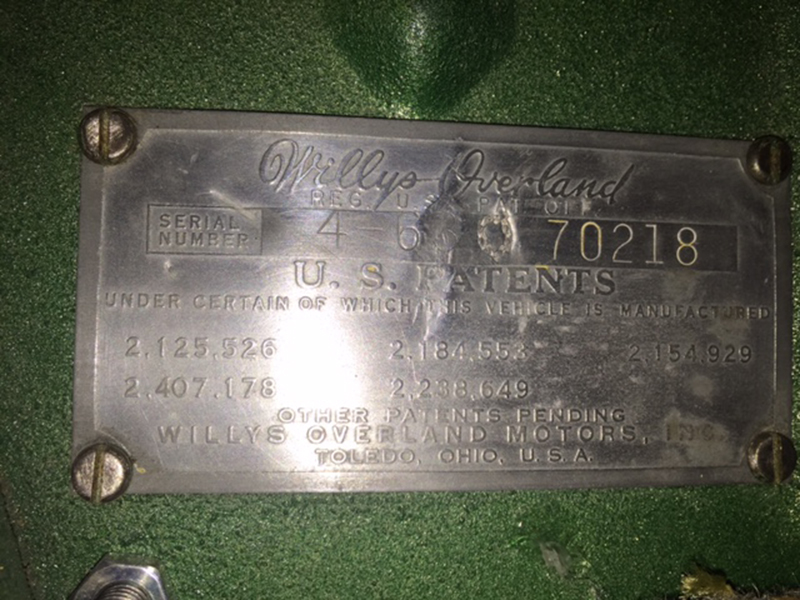 Willys-Overland
REG. U.S. PAT. OFF.
SERIAL NUMBER 4-6 70218
U. S. PATENTS
UNDER CERTAIN OF WHICH THIS VEHICLE IS MANUFACTURED
2.125.526 2.184.553 2.154.929
2.407.178 2.238.649
OTHER PATENTS PENDING
WILLYS OVERLAND MOTORS, INC.
TOLEDO, OHIO, U.S.A.